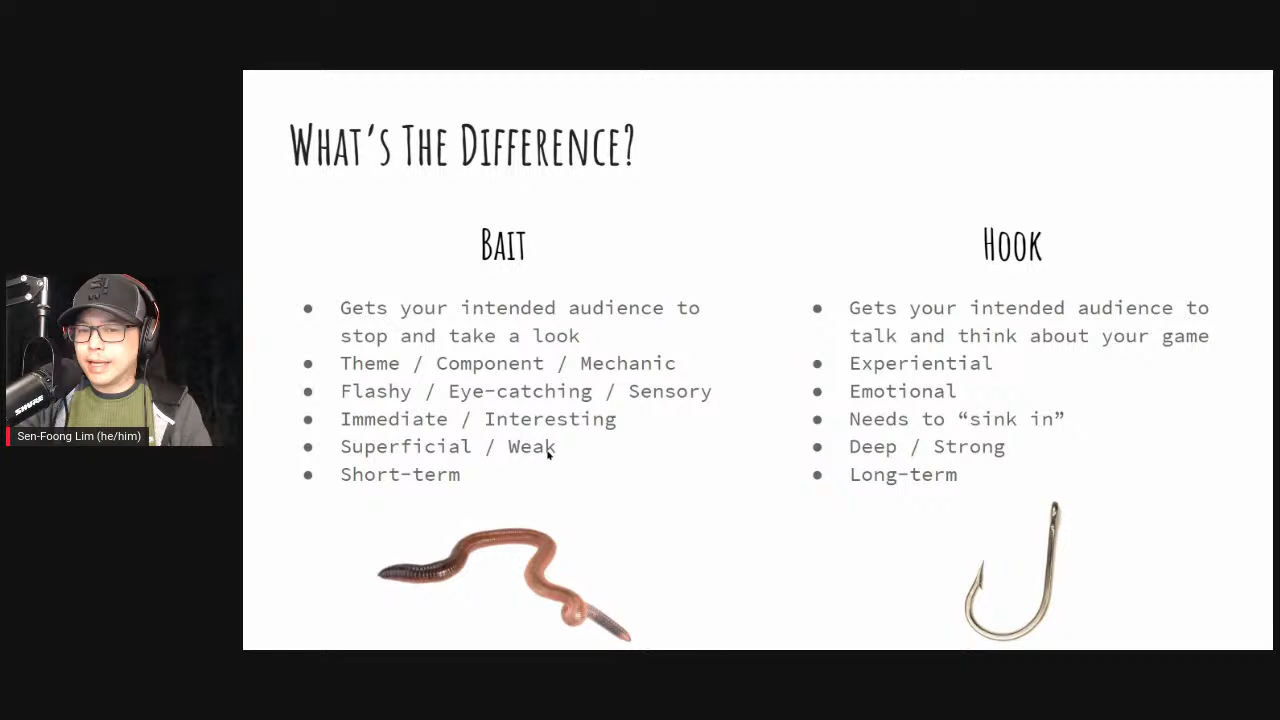 What's The Difference?
Bait
● Gets your intended audience to
stop and take a look
● Theme / Component / Mechanic
● Flashy / Eye-catching / Sensory
● Immediate / Interesting
● Superficial / Weak
● Short-term
Hook
● Gets your intended audience to
talk and think about your game
● Experiential
● Emotional
● Needs to “sink in”
● Deep / Strong
● Long-term
SHURE
Sen-Foong Lim (he/him)